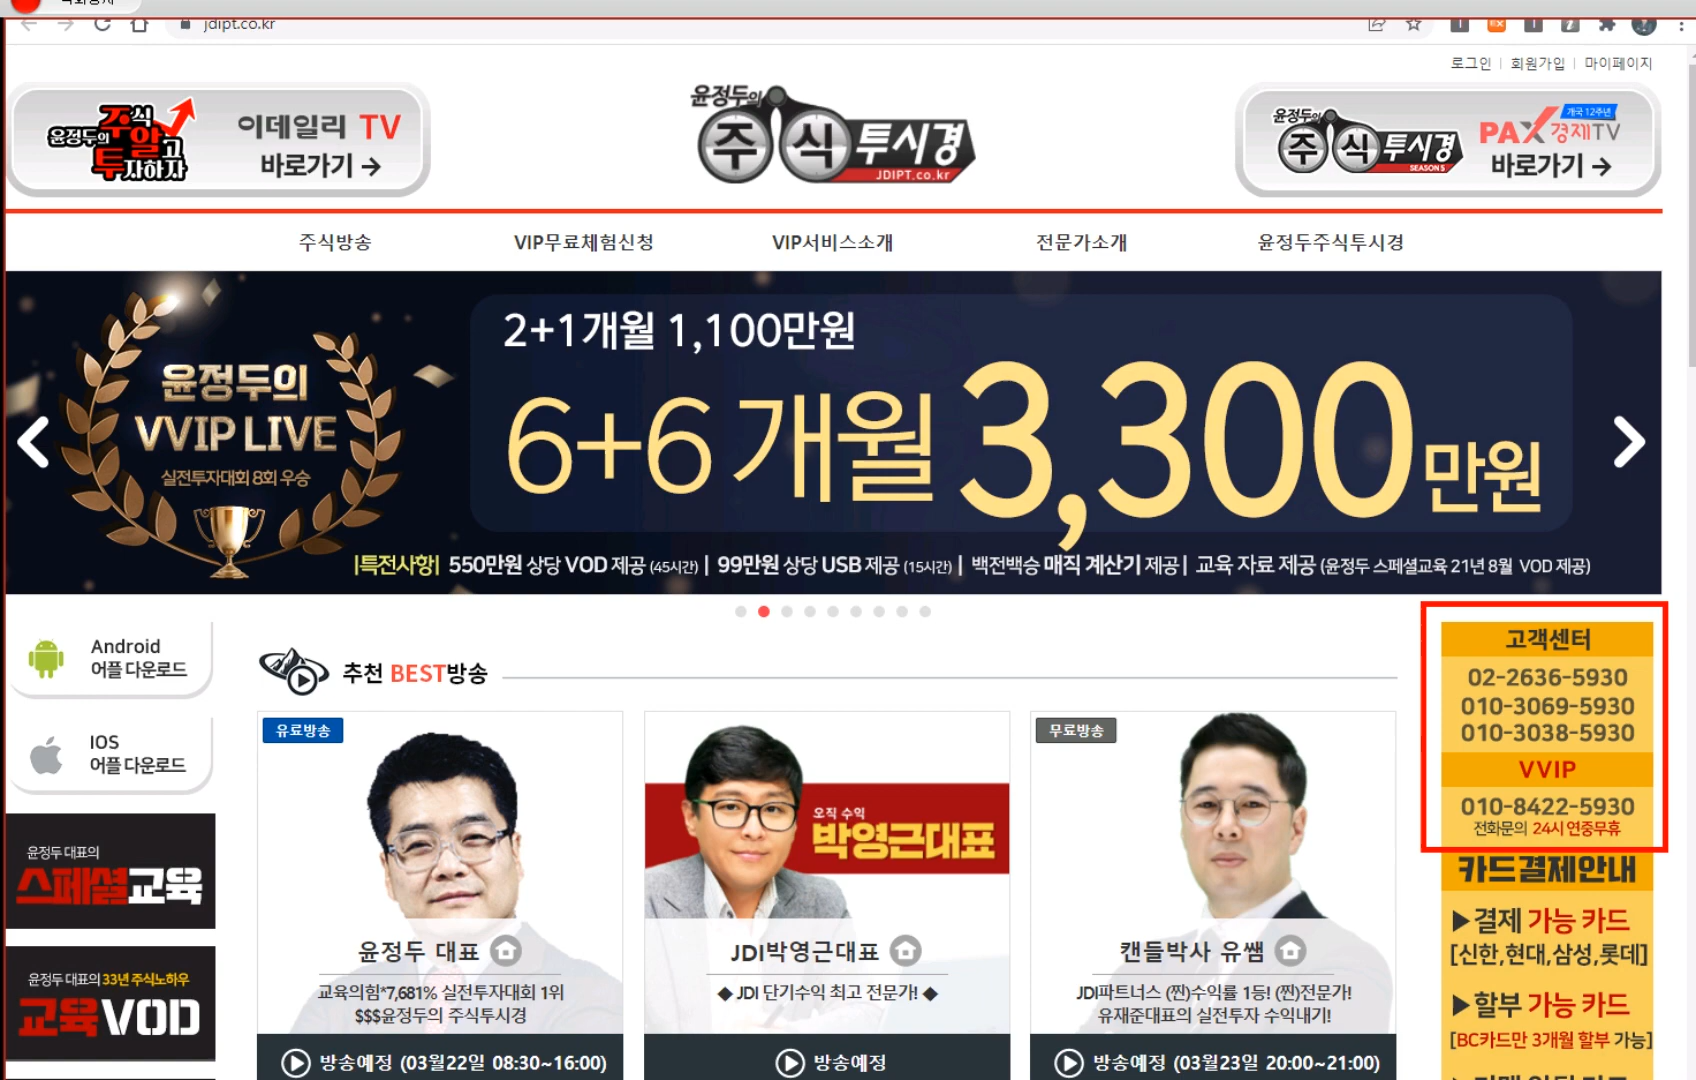 jdipt.co.kr
로그인 | 회원가입 | 마이페이지
윤정두의 주식 알고 투자하자
이데일리 TV
바로가기 →
윤정두의
주식투시경
JDIPT.co.kr
윤정두의
주식투시경
SEASON 5
개국 12주년
PAX경제TV
바로가기 →
주식방송
VIP무료체험신청
VIP서비스소개
전문가소개
윤정두주식투시경
윤정두의
VVIP LIVE
실전투자대회 8회 우승
2+1개월 1,100만원
6+6개월 3,300만원
|특전사항| 550만원 상당 VOD 제공 (45시간) | 99만원 상당 USB 제공 (15시간) | 백전백승 매직 계산기 제공 | 교육 자료 제공 (윤정두 스페셜교육 21년 8월 VOD 제공)
Android
어플 다운로드
IOS
어플 다운로드
윤정두 대표의
스페셜교육
윤정두 대표의 33년 주식노하우
교육VOD
추천 BEST방송
유료방송
윤정두 대표
교육의힘*7,681% 실전투자대회 1위
$$$윤정두의 주식투시경
방송예정 (03월22일 08:30~16:00)
오직 수익
박영근대표
JDI박영근대표
◆ JDI 단기수익 최고 전문가! ◆
방송예정
무료방송
캔들박사 유쌤
JDI파트너스 (찐)수익률 1등! (찐)전문가!
유재준대표의 실전투자 수익내기!
방송예정 (03월23일 20:00~21:00)
고객센터
02-2636-5930
010-3069-5930
010-3038-5930
VVIP
010-8422-5930
전화문의 24시 연중무휴
카드결제안내
▶결제 가능 카드
[신한,현대,삼성,롯데]
▶할부 가능 카드
[BC카드만 3개월 할부 가능]